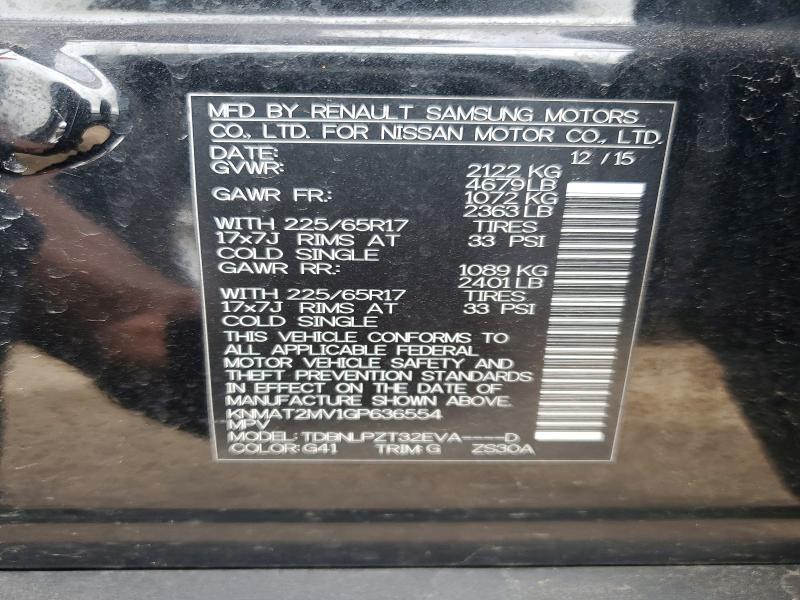 MFD BY RENAULT SAMSUNG MOTORS
CO., LTD. FOR NISSAN MOTOR CO., LTD.
DATE: 12 / 15
GVWR: 2122 KG
4679LB
GAWR FR: 1072 KG
2363 LB
WITH 225/65R17 TIRES
17x7J RIMS AT 33 PSI
COLD SINGLE
GAWR RR: 1089 KG
2401 LB
WITH 225/65R17 TIRES
17x7J RIMS AT 33 PSI
COLD SINGLE
THIS VEHICLE CONFORMS TO
ALL APPLICABLE FEDERAL
MOTOR VEHICLE SAFETY AND
THEFT PREVENTION STANDARDS
IN EFFECT ON THE DATE OF
MANUFACTURE SHOWN ABOVE.
KNMAT2MV1GP636554
MPV
MODEL: TDBNLPZT32EVA----D
COLOR: G41 TRIM: G ZS30A